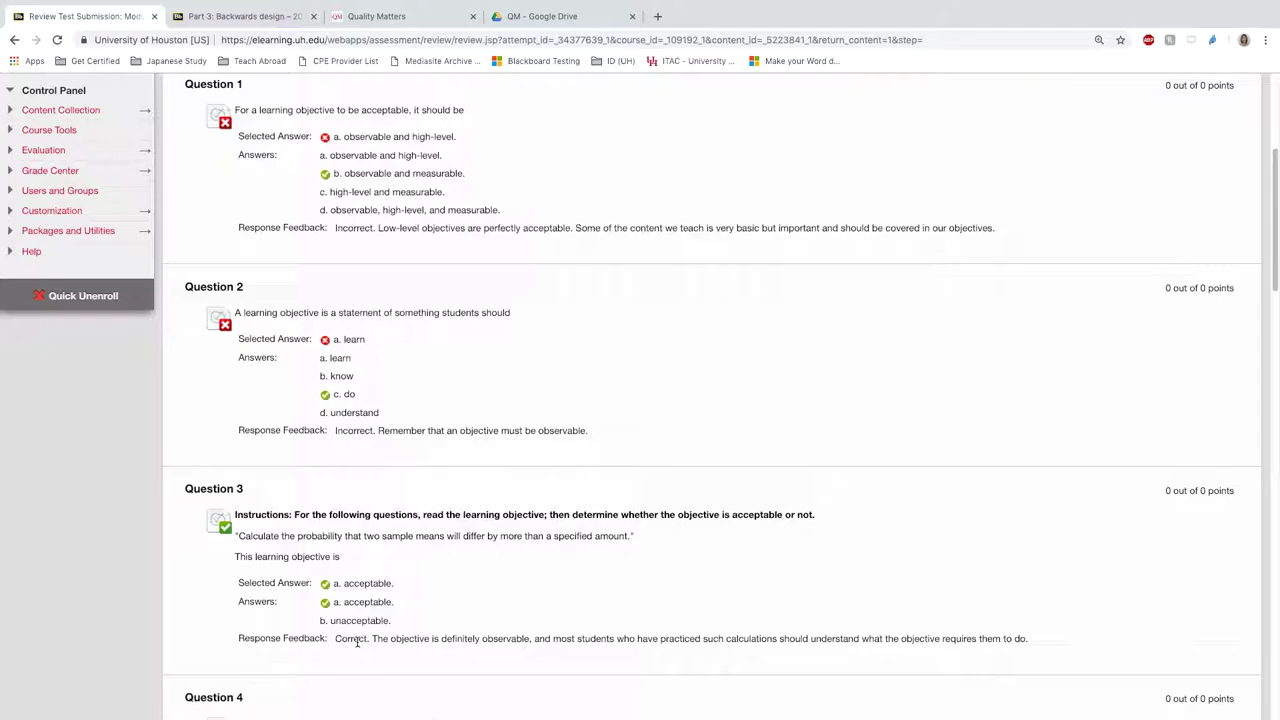 Review Test Submission: Mod
Part 3: Backwards design – 20
Quality Matters
QM - Google Drive
University of Houston [US]
https://elearning.uh.edu/webapps/assessment/review/review.jsp?attempt_id=_34377639_1&course_id=_109192_1&content_id=_5223841_1&return_content=1&step=
Apps
Get Certified
Japanese Study
Teach Abroad
CPE Provider List
Mediasite Archive ...
Blackboard Testing
ID (UH)
ITAC - University ...
Make your Word d...
Control Panel
Content Collection
Course Tools
Evaluation
Grade Center
Users and Groups
Customization
Packages and Utilities
Help
Quick Unenroll
Question 1
0 out of 0 points
For a learning objective to be acceptable, it should be
Selected Answer: a. observable and high-level.
Answers: a. observable and high-level.
b. observable and measurable.
c. high-level and measurable.
d. observable, high-level, and measurable.
Response Feedback: Incorrect. Low-level objectives are perfectly acceptable. Some of the content we teach is very basic but important and should be covered in our objectives.
Question 2
0 out of 0 points
A learning objective is a statement of something students should
Selected Answer: a. learn
Answers: a. learn
b. know
c. do
d. understand
Response Feedback: Incorrect. Remember that an objective must be observable.
Question 3
0 out of 0 points
Instructions: For the following questions, read the learning objective; then determine whether the objective is acceptable or not.
"Calculate the probability that two sample means will differ by more than a specified amount."
This learning objective is
Selected Answer: a. acceptable.
Answers: a. acceptable.
b. unacceptable.
Response Feedback: Correct. The objective is definitely observable, and most students who have practiced such calculations should understand what the objective requires them to do.
Question 4
0 out of 0 points